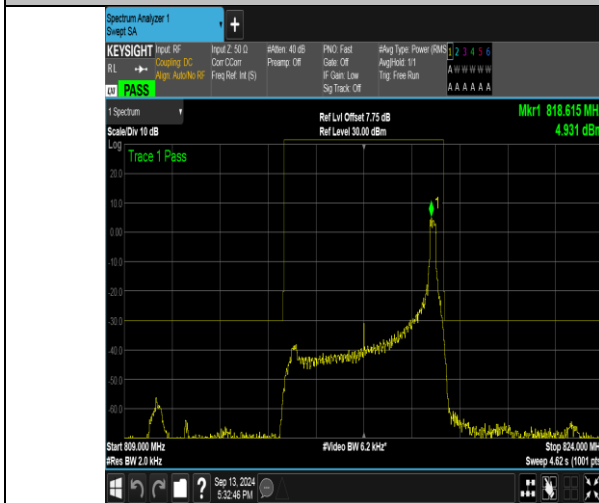 Spectrum Analyzer 1
Swept SA
+
KEYSIGHT Input: RF Input Z: 50 Ω #Atten: 40 dB PNO: Fast #Avg Type: Power (RMS 1 2 3 4 5 6
RL Coupling: DC Corr CCorr Preamp: Off Gate: Off Avg|Hold: 1/1 A W W W W W
Align: Auto/No RF Freq Ref: Int (S) IF Gain: Low Trig: Free Run
LXI PASS Sig Track: Off A A A A A A
1 Spectrum Ref Lvl Offset 7.75 dB Mkr1 818.615 MH
Scale/Div 10 dB Ref Level 30.00 dBm 4.931 dBm
Log
Trace 1 Pass
20.0
10.0
0.00
-10.0
-20.0
-30.0
-40.0
-50.0
-60.0
1
Start 809.000 MHz #Video BW 6.2 kHz* Stop 824.000 MH
#Res BW 2.0 kHz Sweep 4.62 s (1001 pts
? Sep 13, 2024
5:32:46 PM